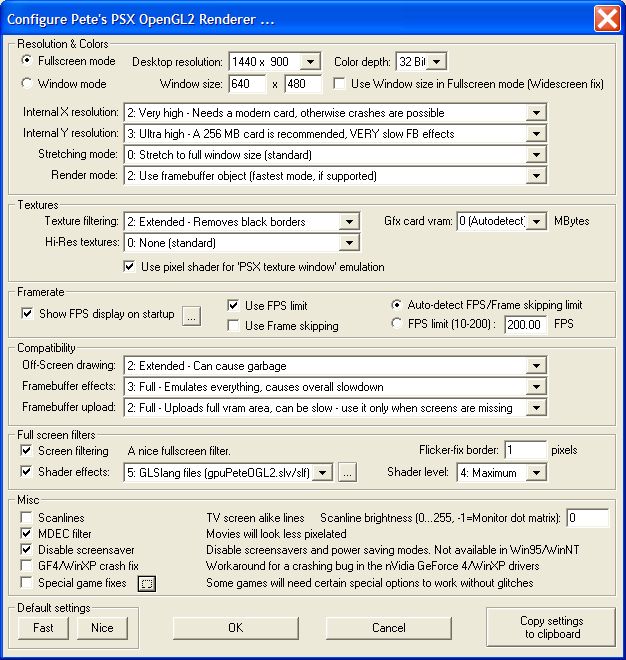 Configure Pete's PSX OpenGL2 Renderer ...
Resolution & Colors
Fullscreen mode Desktop resolution: 1440 x 900 Color depth: 32 Bit
Window mode Window size: 640 x 480 Use Window size in Fullscreen mode (Widescreen fix)
Internal X resolution: 2: Very high - Needs a modern card, otherwise crashes are possible
Internal Y resolution: 3: Ultra high - A 256 MB card is recommended, VERY slow FB effects
Stretching mode: 0: Stretch to full window size (standard)
Render mode: 2: Use framebuffer object (fastest mode, if supported)
Textures
Texture filtering: 2: Extended - Removes black borders Gfx card vram: 0 (Autodetect) MBytes
Hi-Res textures: 0: None (standard)
Use pixel shader for 'PSX texture window' emulation
Framerate
Show FPS display on startup ... Use FPS limit Auto-detect FPS/Frame skipping limit
Use Frame skipping FPS limit (10-200) : 200.00 FPS
Compatibility
Off-Screen drawing: 2: Extended - Can cause garbage
Framebuffer effects: 3: Full - Emulates everything, causes overall slowdown
Framebuffer upload: 2: Full - Uploads full vram area, can be slow - use it only when screens are missing
Full screen filters
Screen filtering A nice fullscreen filter. Flicker-fix border: 1 pixels
Shader effects: 5: GLSlang files (gpuPeteOGL2.slv/slf) ... Shader level: 4: Maximum
Misc
Scanlines TV screen alike lines Scanline brightness (0...255, -1=Monitor dot matrix): 0
MDEC filter Movies will look less pixelated
Disable screensaver Disable screensavers and power saving modes. Not available in Win95/WinNT
GF4/WinXP crash fix Workaround for a crashing bug in the nVidia GeForce 4/WinXP drivers
Special game fixes ... Some games will need certain special options to work without glitches
Default settings
Fast Nice OK Cancel Copy settings
to clipboard